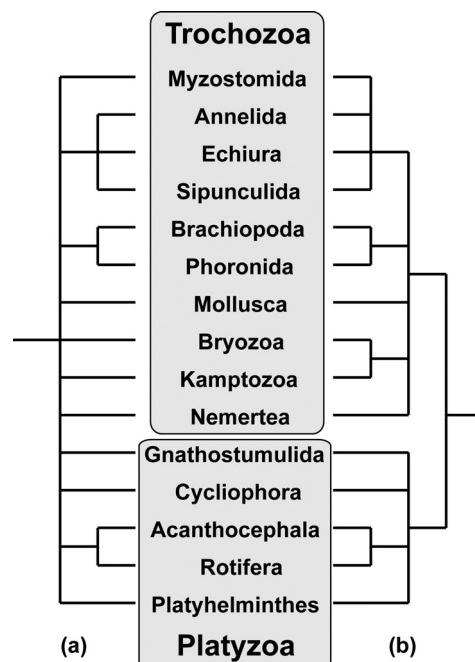 Trochozoa
Myzostomida
Annelida
Echiura
Sipunculida
Brachiopoda
Phoronida
Mollusca
Bryozoa
Kamptozoa
Nemertea
Gnathostumulida
Cycliophora
Acanthocephala
Rotifera
Platyhelminthes
(a) Platyzoa (b)